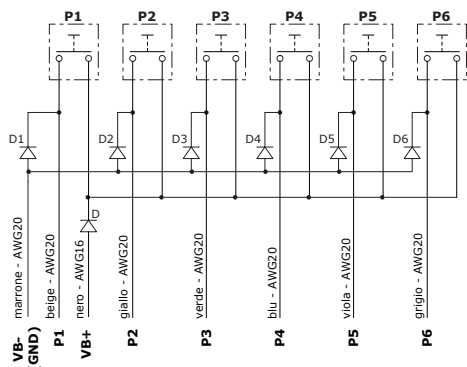 P1 P2 P3 P4 P5 P6
D1 D2 D3 D4 D5 D6
D
marrone - AWG20
beige - AWG20
nero - AWG16
giallo - AWG20
verde - AWG20
blu - AWG20
viola - AWG20
grigio - AWG20
VB-
(GND)
P1
VB+
P2
P3
P4
P5
P6